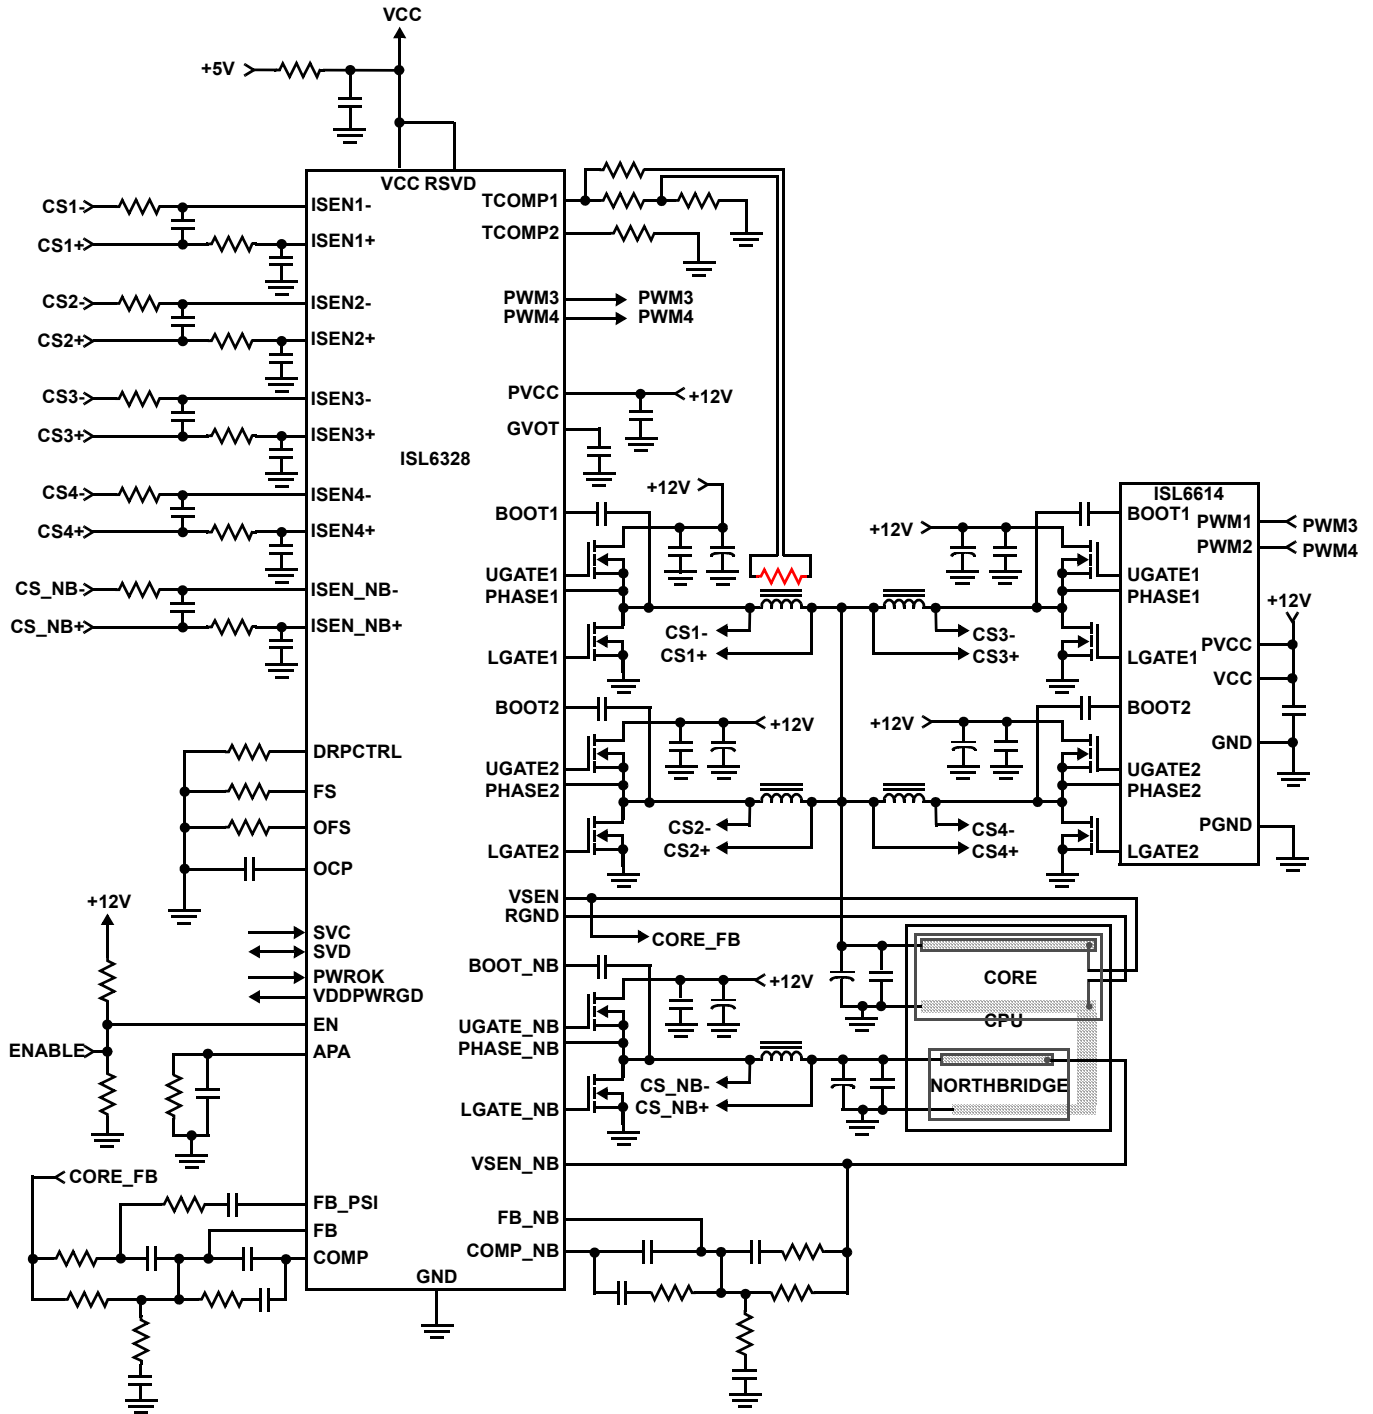 VCC
+5V
VCC RSVD
CS1-
ISEN1-
CS1+
ISEN1+
CS2-
ISEN2-
CS2+
ISEN2+
CS3-
ISEN3-
CS3+
ISEN3+
CS4-
ISEN4-
CS4+
ISEN4+
CS_NB-
ISEN_NB-
CS_NB+
ISEN_NB+
DRPCTRL
FS
OFS
OCP
+12V
SVC
SVD
PWROK
VDDPWRGD
EN
ENABLE
APA
CORE_FB
FB_PSI
FB
COMP
GND
ISL6328
TCOMP1
TCOMP2
PWM3
PWM3
PWM4
PWM4
PVCC
+12V
GVOT
+12V
BOOT1
UGATE1
PHASE1
CS1-
CS1+
LGATE1
BOOT2
+12V
UGATE2
PHASE2
CS2-
CS2+
LGATE2
VSEN
RGND
CORE_FB
BOOT_NB
+12V
UGATE_NB
PHASE_NB
CS_NB-
CS_NB+
LGATE_NB
VSEN_NB
FB_NB
COMP_NB
+12V
CS3-
CS3+
+12V
CS4-
CS4+
ISL6614
BOOT1
PWM1
PWM3
PWM2
PWM4
UGATE1
PHASE1
+12V
PVCC
LGATE1
VCC
BOOT2
GND
UGATE2
PHASE2
PGND
LGATE2
CORE
CPU
NORTHBRIDGE